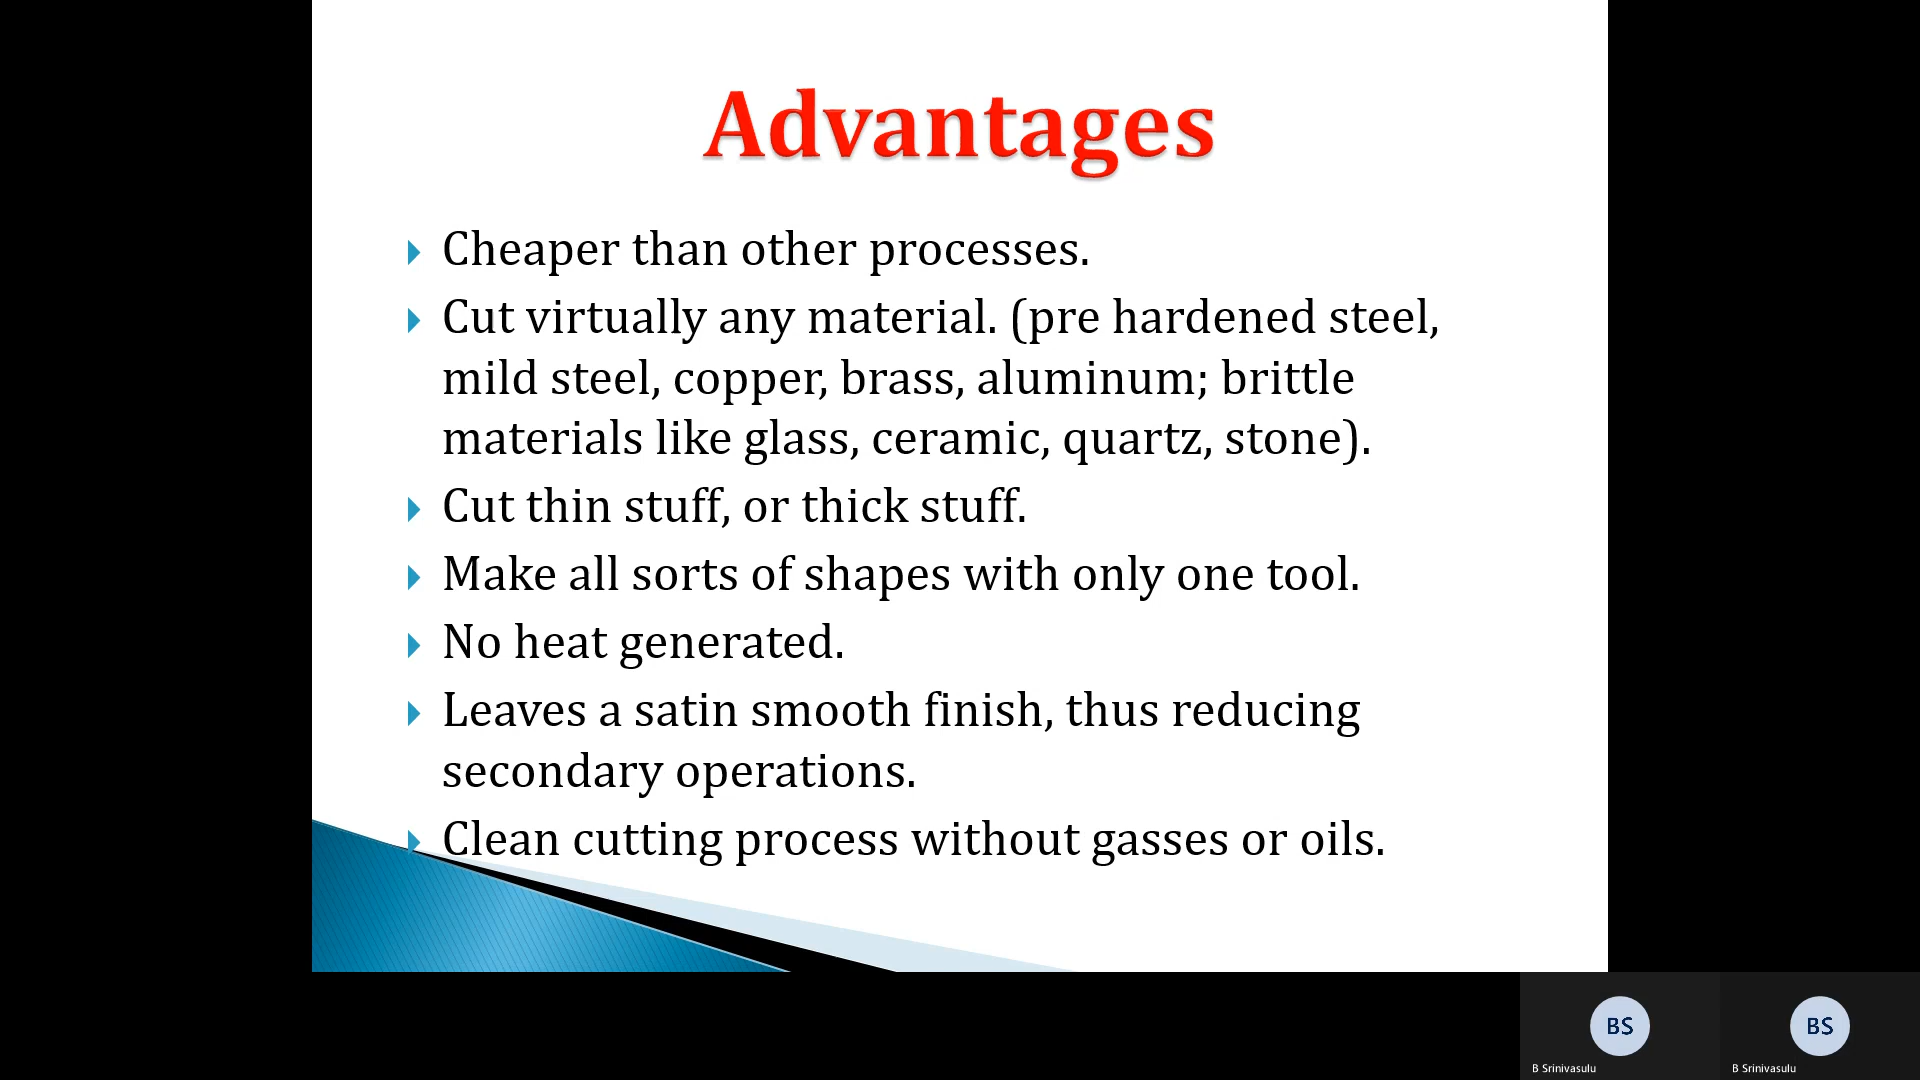 Advantages
Cheaper than other processes.
Cut virtually any material. (pre hardened steel,
mild steel, copper, brass, aluminum; brittle
materials like glass, ceramic, quartz, stone).
Cut thin stuff, or thick stuff.
Make all sorts of shapes with only one tool.
No heat generated.
Leaves a satin smooth finish, thus reducing
secondary operations.
Clean cutting process without gasses or oils.
BS
B Srinivasulu
BS
B Srinivasulu